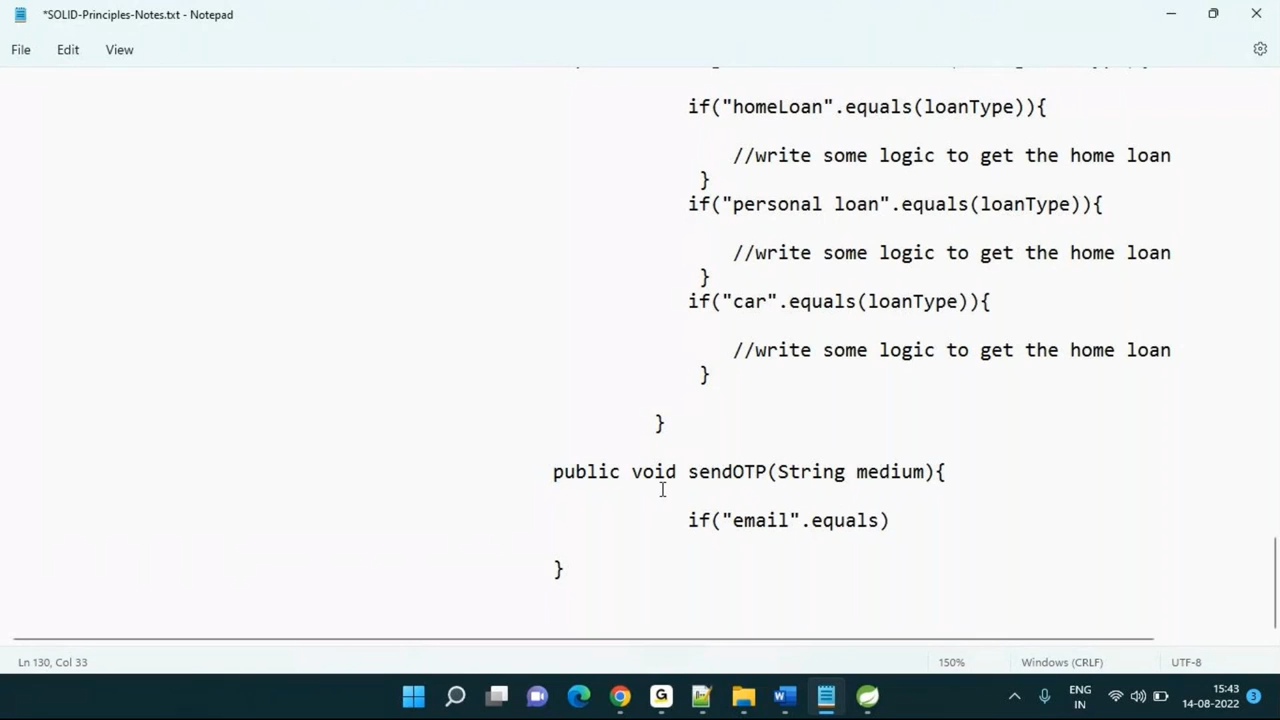 *SOLID-Principles-Notes.txt - Notepad
File Edit View
if("homeLoan".equals(loanType)){
//write some logic to get the home loan
}
if("personal loan".equals(loanType)){
//write some logic to get the home loan
}
if("car".equals(loanType)){
//write some logic to get the home loan
}
}
public void sendOTP(String medium){
if("email".equals)
}
Ln 130, Col 33 150% Windows (CRLF) UTF-8
ENG
IN
15:43
14-08-2022
3